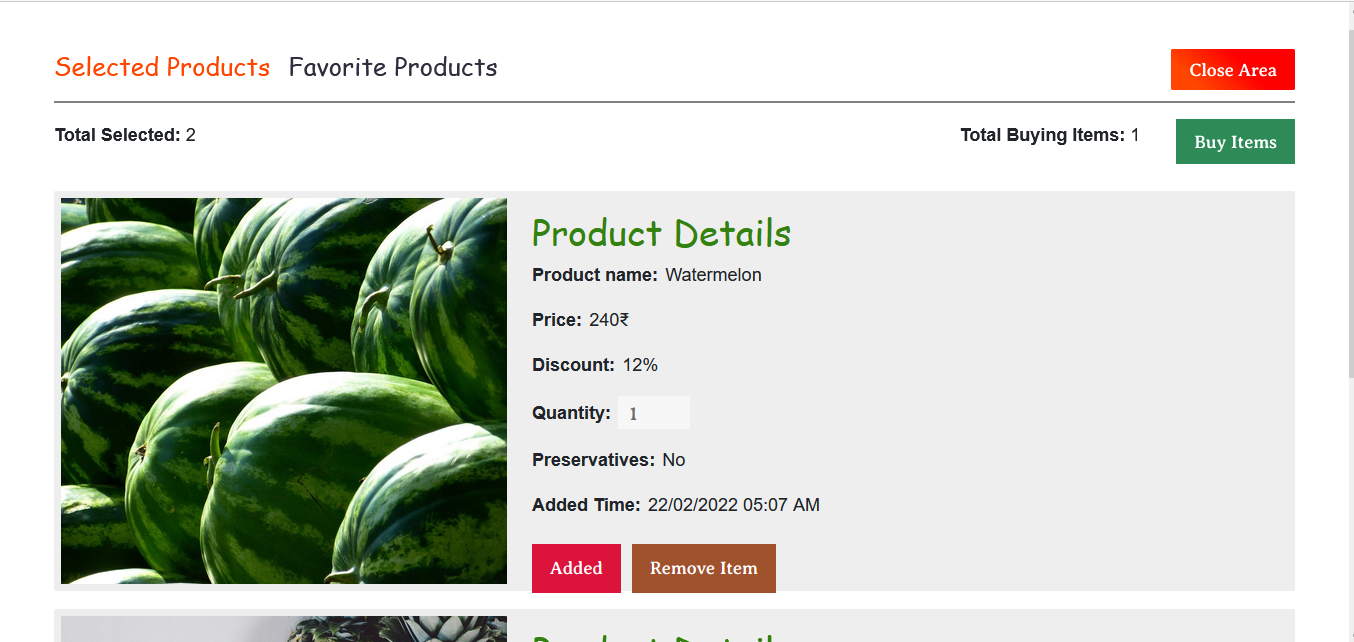 Selected Products Favorite Products Close Area
Total Selected: 2 Total Buying Items: 1 Buy Items
Product Details
Product name: Watermelon
Price: 240₹
Discount: 12%
Quantity: 1
Preservatives: No
Added Time: 22/02/2022 05:07 AM
Added Remove Item